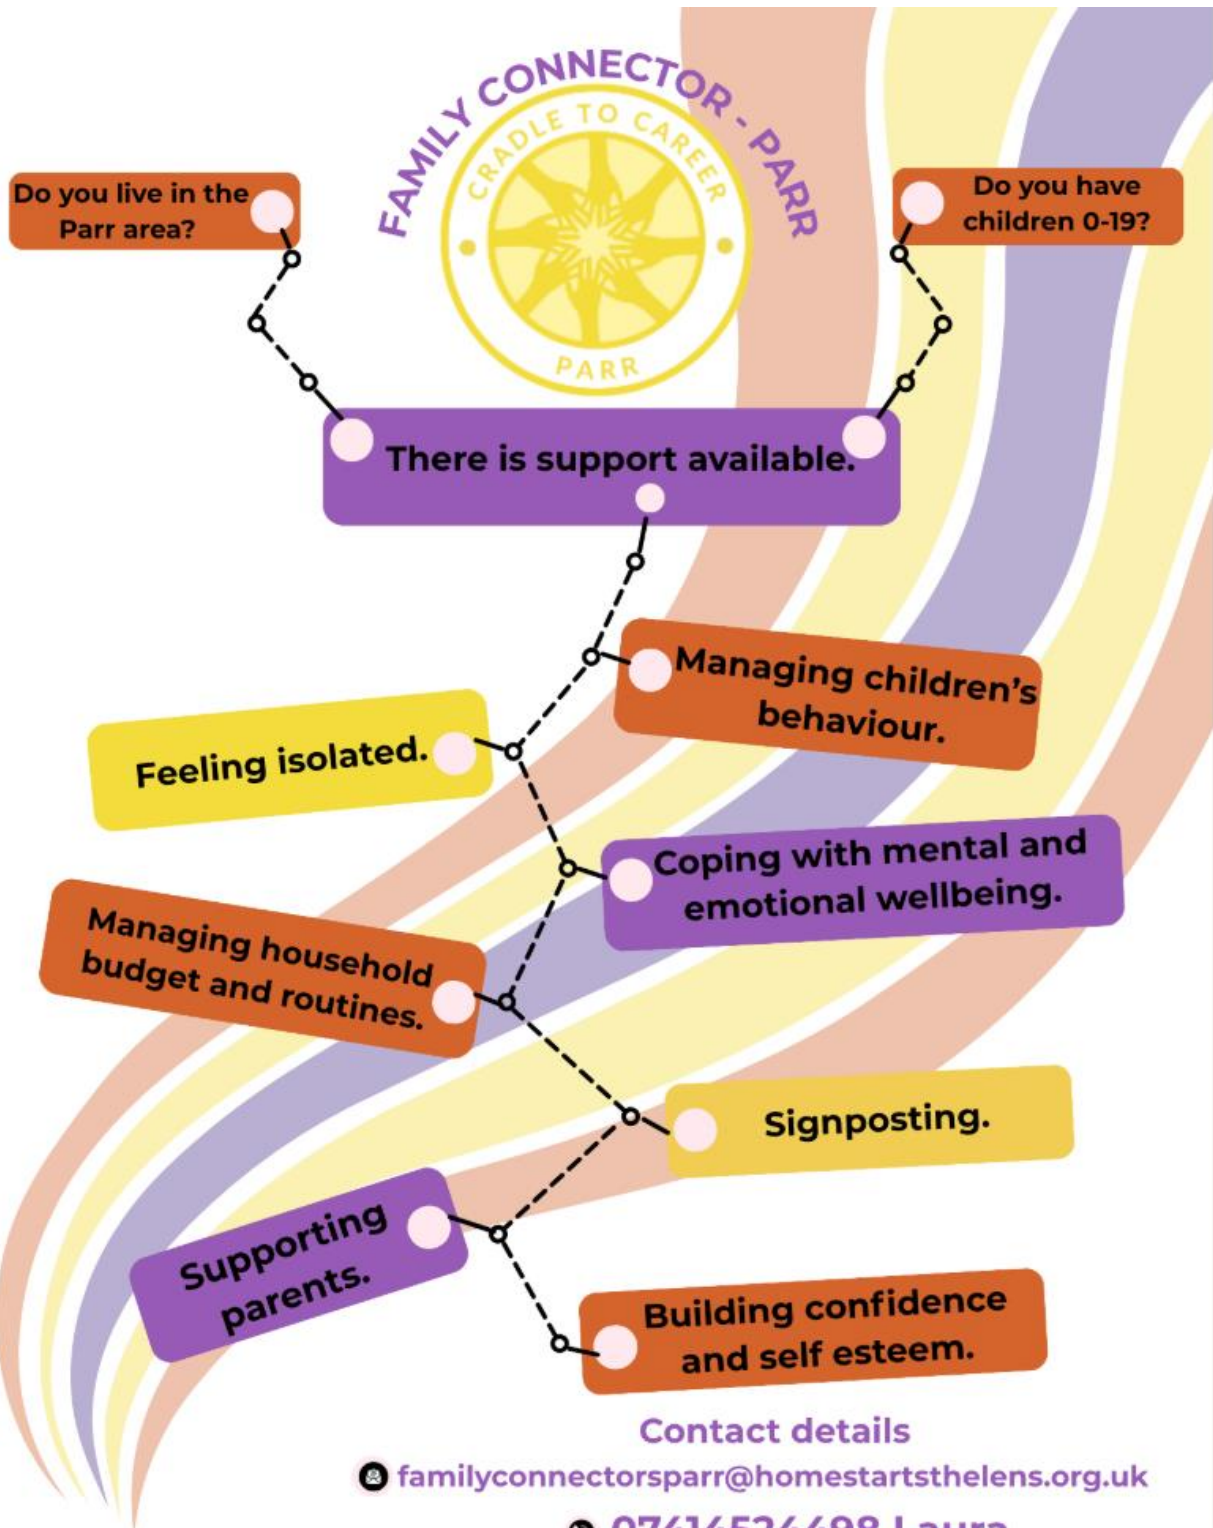 FAMILY CONNECTOR - PARR
CRADLE TO CAREER
PARR
Do you live in the
Parr area?
Do you have
children 0-19?
There is support available.
Managing children's
behaviour.
Feeling isolated.
Coping with mental and
emotional wellbeing.
Managing household
budget and routines.
Signposting.
Supporting
parents.
Building confidence
and self esteem.
Contact details
familyconnectorsparr@homestartsthelens.org.uk
07414524498 Laura